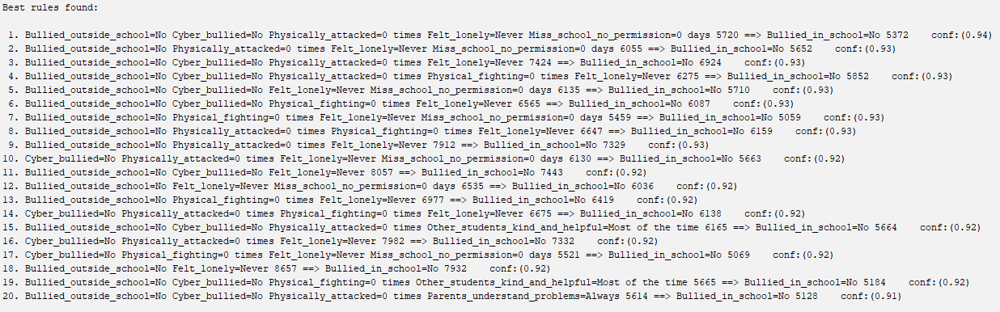 Best rules found:
1. Bullied_outside_school=No Cyber_bullied=No Physically_attacked=0 times Felt_lonely=Never Miss_school_no_permission=0 days 5720 ==> Bullied_in_school=No 5372 conf:(0.94)
2. Bullied_outside_school=No Physically_attacked=0 times Felt_lonely=Never Miss_school_no_permission=0 days 6055 ==> Bullied_in_school=No 5652 conf:(0.93)
3. Bullied_outside_school=No Cyber_bullied=No Physically_attacked=0 times Felt_lonely=Never 7424 ==> Bullied_in_school=No 6924 conf:(0.93)
4. Bullied_outside_school=No Cyber_bullied=No Physically_attacked=0 times Physical_fighting=0 times Felt_lonely=Never 6275 ==> Bullied_in_school=No 5852 conf:(0.93)
5. Bullied_outside_school=No Cyber_bullied=No Felt_lonely=Never Miss_school_no_permission=0 days 6135 ==> Bullied_in_school=No 5710 conf:(0.93)
6. Bullied_outside_school=No Cyber_bullied=No Physical_fighting=0 times Felt_lonely=Never 6565 ==> Bullied_in_school=No 6087 conf:(0.93)
7. Bullied_outside_school=No Physical_fighting=0 times Felt_lonely=Never Miss_school_no_permission=0 days 5459 ==> Bullied_in_school=No 5059 conf:(0.93)
8. Bullied_outside_school=No Physically_attacked=0 times Physical_fighting=0 times Felt_lonely=Never 6647 ==> Bullied_in_school=No 6159 conf:(0.93)
9. Bullied_outside_school=No Physically_attacked=0 times Felt_lonely=Never 7912 ==> Bullied_in_school=No 7329 conf:(0.93)
10. Cyber_bullied=No Physically_attacked=0 times Felt_lonely=Never Miss_school_no_permission=0 days 6130 ==> Bullied_in_school=No 5663 conf:(0.92)
11. Bullied_outside_school=No Cyber_bullied=No Felt_lonely=Never 8057 ==> Bullied_in_school=No 7443 conf:(0.92)
12. Bullied_outside_school=No Felt_lonely=Never Miss_school_no_permission=0 days 6535 ==> Bullied_in_school=No 6036 conf:(0.92)
13. Bullied_outside_school=No Physical_fighting=0 times Felt_lonely=Never 6977 ==> Bullied_in_school=No 6419 conf:(0.92)
14. Cyber_bullied=No Physically_attacked=0 times Physical_fighting=0 times Felt_lonely=Never 6675 ==> Bullied_in_school=No 6138 conf:(0.92)
15. Bullied_outside_school=No Cyber_bullied=No Physically_attacked=0 times Other_students_kind_and_helpful=Most of the time 6165 ==> Bullied_in_school=No 5664 conf:(0.92)
16. Cyber_bullied=No Physically_attacked=0 times Felt_lonely=Never 7982 ==> Bullied_in_school=No 7332 conf:(0.92)
17. Cyber_bullied=No Physical_fighting=0 times Felt_lonely=Never Miss_school_no_permission=0 days 5521 ==> Bullied_in_school=No 5069 conf:(0.92)
18. Bullied_outside_school=No Felt_lonely=Never 8657 ==> Bullied_in_school=No 7932 conf:(0.92)
19. Bullied_outside_school=No Cyber_bullied=No Physical_fighting=0 times Other_students_kind_and_helpful=Most of the time 5665 ==> Bullied_in_school=No 5184 conf:(0.92)
20. Bullied_outside_school=No Cyber_bullied=No Physically_attacked=0 times Parents_understand_problems=Always 5614 ==> Bullied_in_school=No 5128 conf:(0.91)